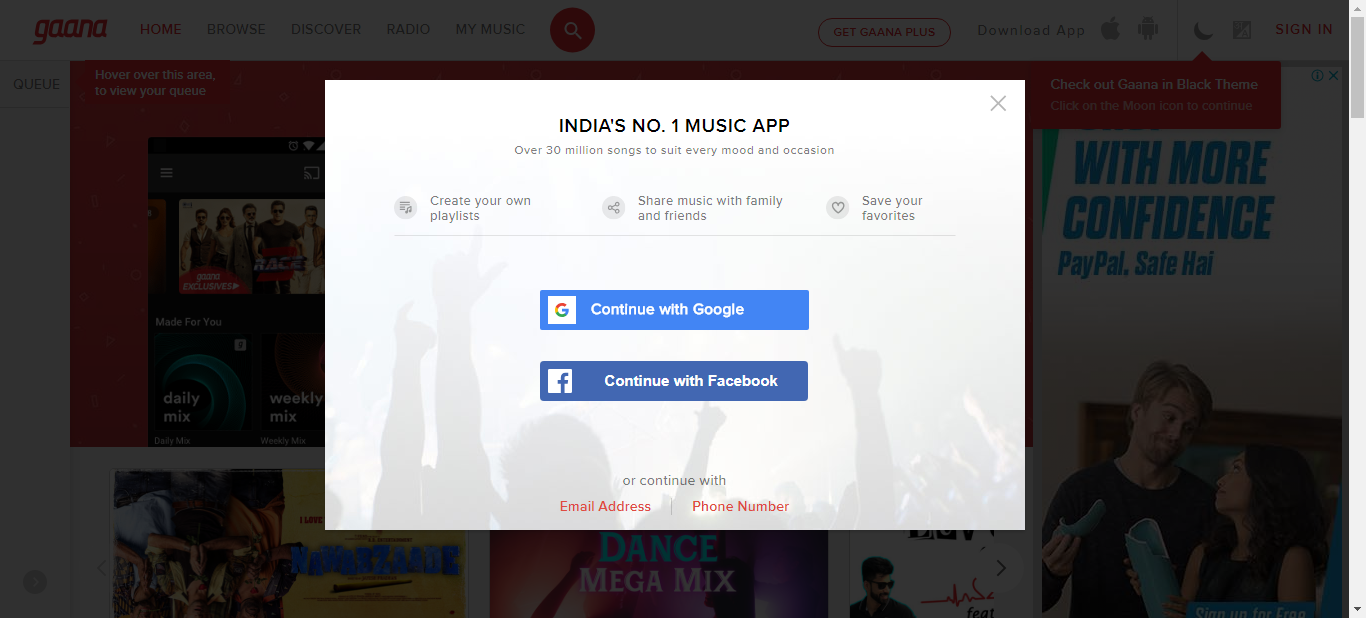 gaana HOME BROWSE DISCOVER RADIO MY MUSIC GET GAANA PLUS Download App SIGN IN
QUEUE
Hover over this area,
to view your queue
Check out Gaana in Black Theme
Click on the Moon icon to continue
INDIA'S NO. 1 MUSIC APP
Over 30 million songs to suit every mood and occasion
Create your own
playlists
Share music with family
and friends
Save your
favorites
Continue with Google
Continue with Facebook
or continue with
Email Address
Phone Number
gaana
EXCLUSIVES
RACE
Made For You
daily
mix
weekly
mix
Daily Mix
Weekly Mix
WITH MORE
CONFIDENCE
PayPal. Safe Hai
Sign up for Free
I LOVE
NAWABZAADE
DANCE
MEGA MIX
feat